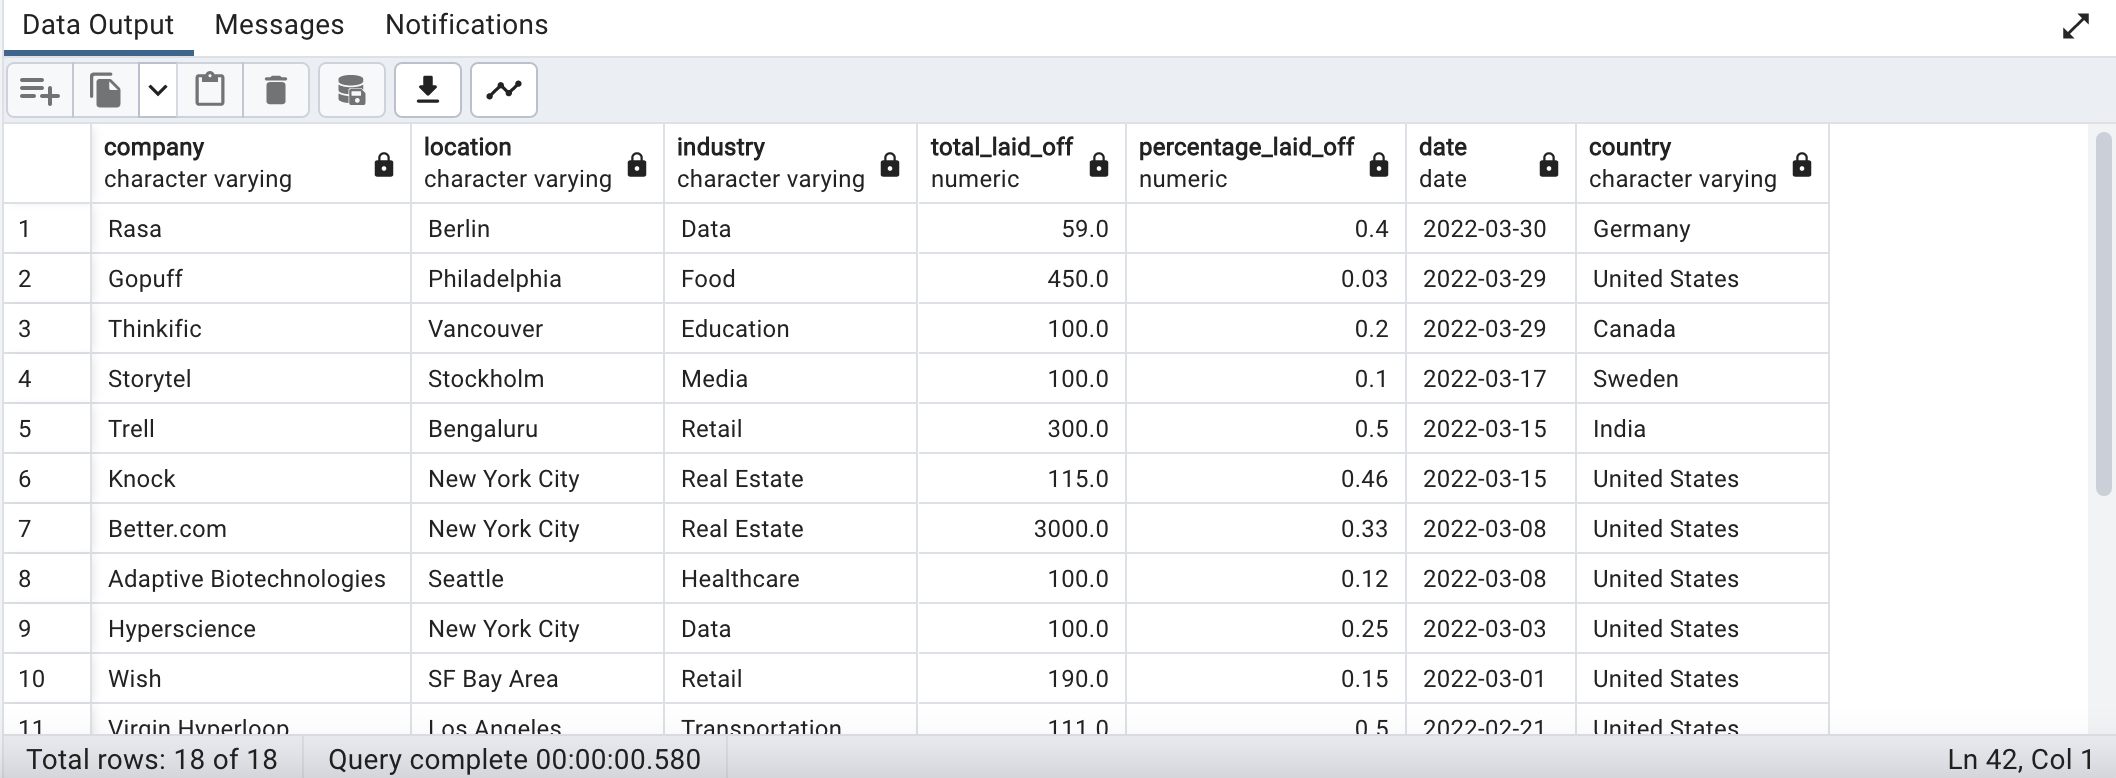 Data Output Messages Notifications
company location industry total_laid_off percentage_laid_off date country
character varying character varying character varying numeric numeric date character varying
1 Rasa Berlin Data 59.0 0.4 2022-03-30 Germany
2 Gopuff Philadelphia Food 450.0 0.03 2022-03-29 United States
3 Thinkific Vancouver Education 100.0 0.2 2022-03-29 Canada
4 Storytel Stockholm Media 100.0 0.1 2022-03-17 Sweden
5 Trell Bengaluru Retail 300.0 0.5 2022-03-15 India
6 Knock New York City Real Estate 115.0 0.46 2022-03-15 United States
7 Better.com New York City Real Estate 3000.0 0.33 2022-03-08 United States
8 Adaptive Biotechnologies Seattle Healthcare 100.0 0.12 2022-03-08 United States
9 Hyperscience New York City Data 100.0 0.25 2022-03-03 United States
10 Wish SF Bay Area Retail 190.0 0.15 2022-03-01 United States
11 Virgin Hyperloop Los Angeles Transportation 111.0 0.5 2022-02-21 United States
Total rows: 18 of 18 Query complete 00:00:00.580 Ln 42, Col 1